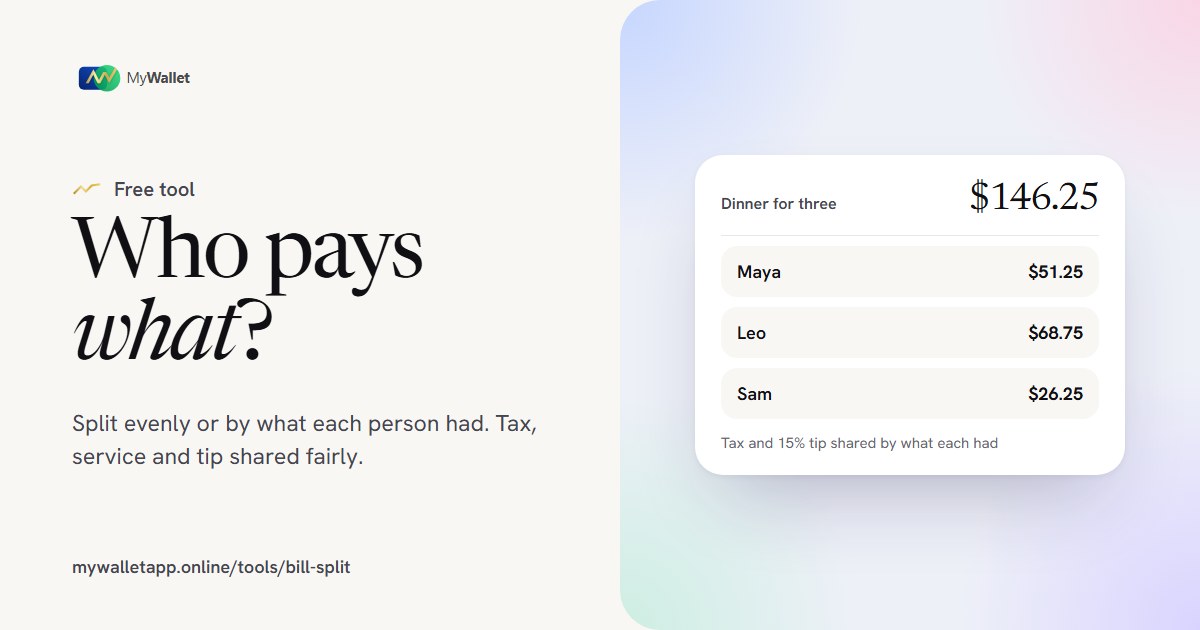 MyWallet
Free tool
Who pays
what?
Split evenly or by what each person had. Tax,
service and tip shared fairly.
mywalletapp.online/tools/bill-split
Dinner for three $146.25
Maya $51.25
Leo $68.75
Sam $26.25
Tax and 15% tip shared by what each had